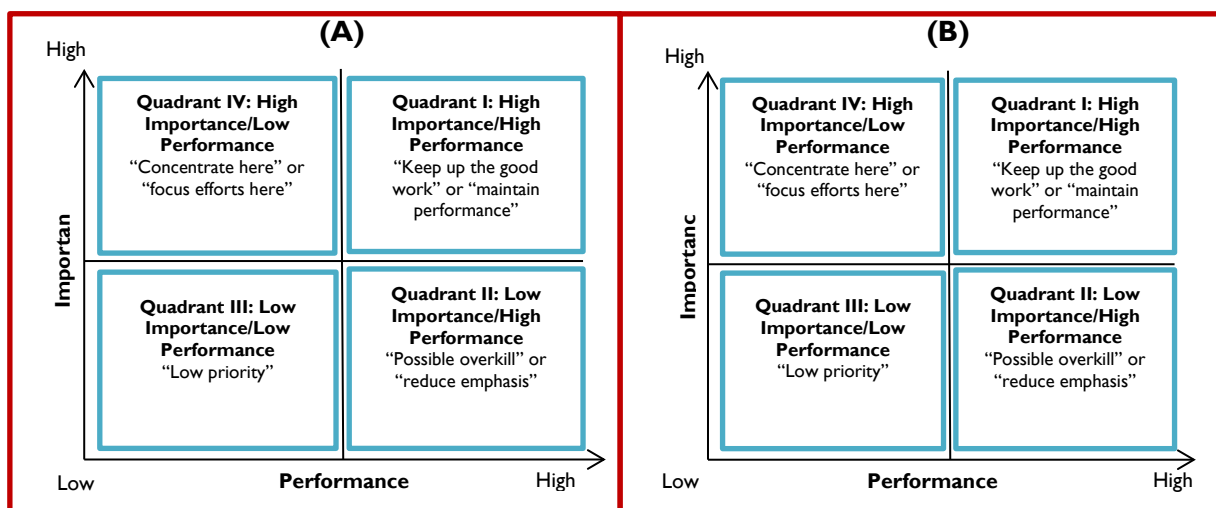 (A)
High
Quadrant IV: High
Importance/Low
Performance
“Concentrate here” or
“focus efforts here”
Quadrant I: High
Importance/High
Performance
“Keep up the good
work” or “maintain
performance”
Importan
Quadrant III: Low
Importance/Low
Performance
“Low priority”
Quadrant II: Low
Importance/High
Performance
“Possible overkill” or
“reduce emphasis”
Low
Performance
High
(B)
High
Quadrant IV: High
Importance/Low
Performance
“Concentrate here” or
“focus efforts here”
Quadrant I: High
Importance/High
Performance
“Keep up the good
work” or “maintain
performance”
Importanc
Quadrant III: Low
Importance/Low
Performance
“Low priority”
Quadrant II: Low
Importance/High
Performance
“Possible overkill” or
“reduce emphasis”
Low
Performance
High